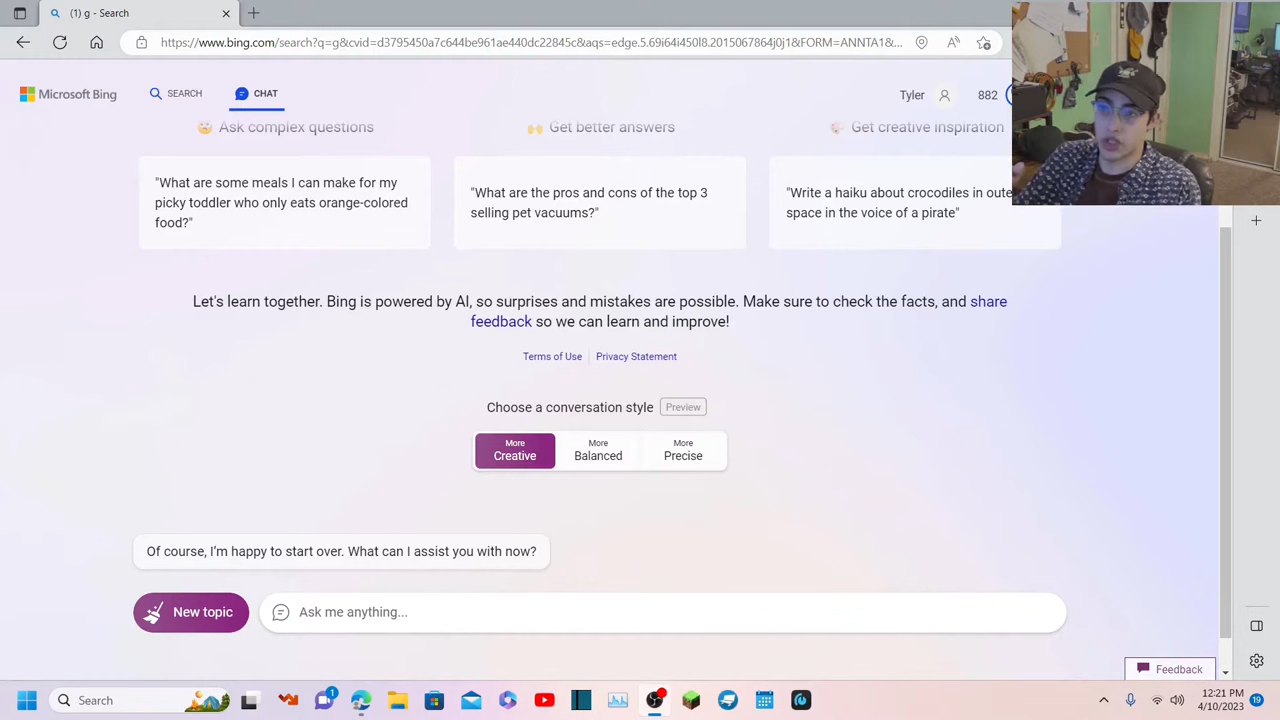 (1) g - Search
https://www.bing.com/search?q=g&cvid=d3795450a7c644be961ae440dc22845c&aqs=edge.5.69i64i450l8.2015067864j0j1&FORM=ANNTA1&...
Microsoft Bing
SEARCH
CHAT
Tyler
882
Ask complex questions
Get better answers
Get creative inspiration
"What are some meals I can make for my
picky toddler who only eats orange-colored
food?"
"What are the pros and cons of the top 3
selling pet vacuums?"
"Write a haiku about crocodiles in oute
space in the voice of a pirate"
Let's learn together. Bing is powered by AI, so surprises and mistakes are possible. Make sure to check the facts, and share
feedback so we can learn and improve!
Terms of Use
Privacy Statement
Choose a conversation style Preview
More
Creative
More
Balanced
More
Precise
Of course, I'm happy to start over. What can I assist you with now?
New topic
Ask me anything...
Feedback
Search
1
12:21 PM
4/10/2023
19